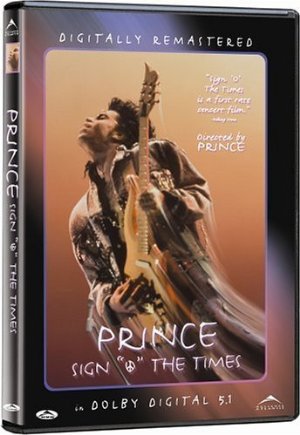 DIGITALLY REMASTERED
"Sign 'O'
The Times
is a first rate
concert film"
Directed by
PRINCE
PRINCE
SIGN "☮" THE TIMES
in DOLBY DIGITAL 5.1
PRINCE SIGN "☮" THE TIMES